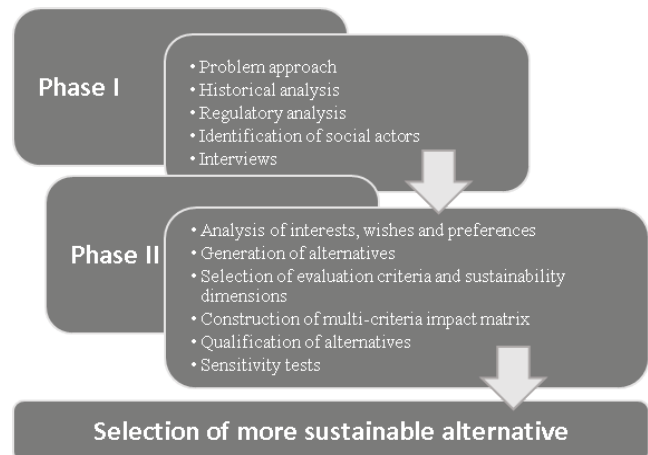 Phase I
• Problem approach
• Historical analysis
• Regulatory analysis
• Identification of social actors
• Interviews
Phase II
• Analysis of interests, wishes and preferences
• Generation of alternatives
• Selection of evaluation criteria and sustainability
dimensions
• Construction of multi-criteria impact matrix
• Qualification of alternatives
• Sensitivity tests
Selection of more sustainable alternative